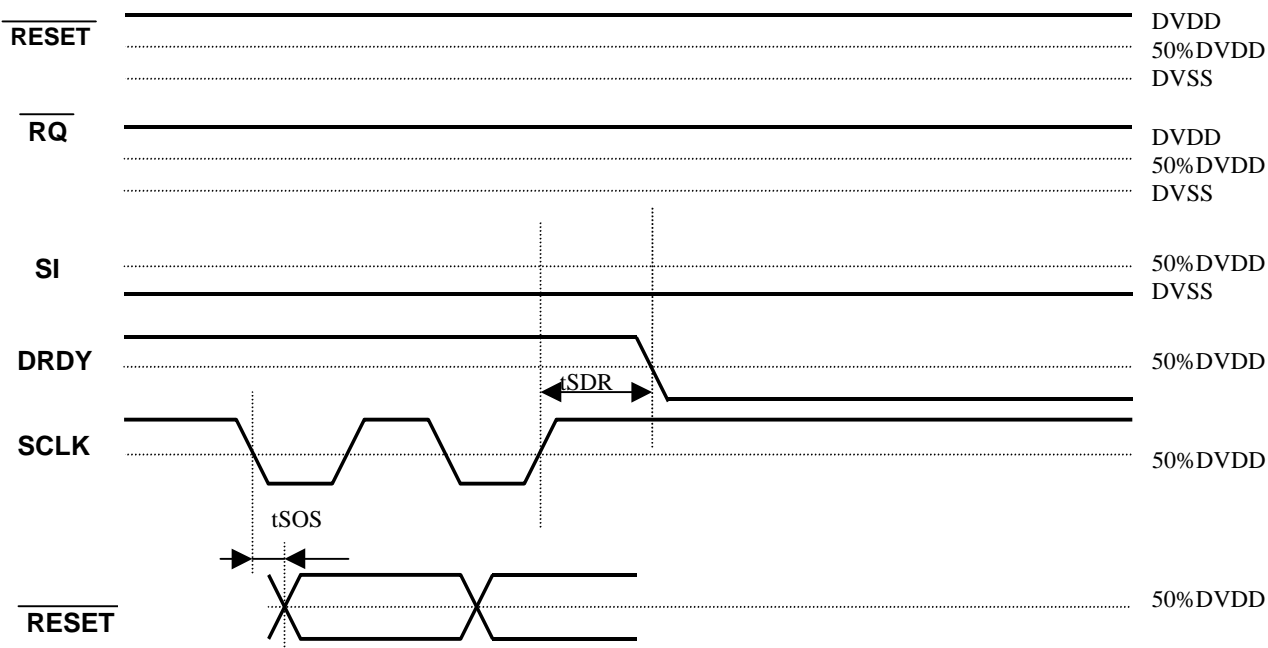 RESET
DVDD
50%DVDD
DVSS
RQ
DVDD
50%DVDD
DVSS
SI
50%DVDD
DVSS
DRDY
50%DVDD
tSDR
SCLK
50%DVDD
tSOS
RESET
50%DVDD